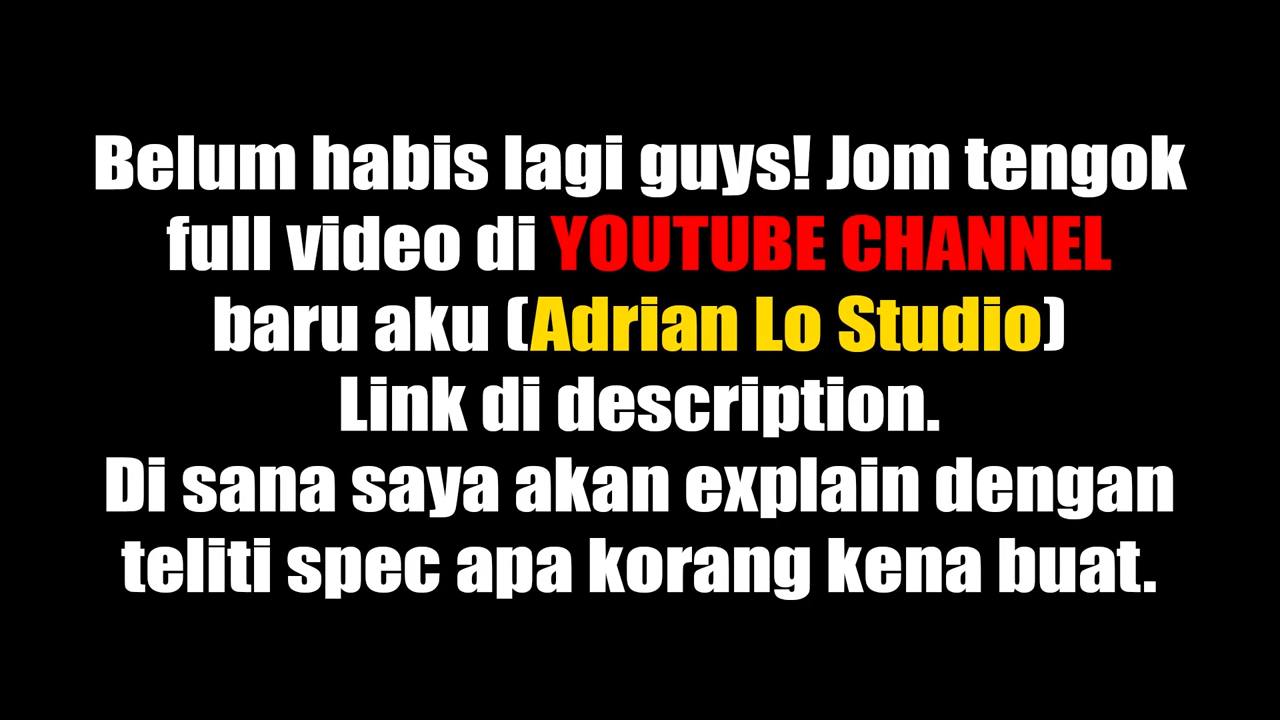 Belum habis lagi guys! Jom tengok
full video di YOUTUBE CHANNEL
baru aku (Adrian Lo Studio)
Link di description.
Di sana saya akan explain dengan
teliti spec apa korang kena buat.